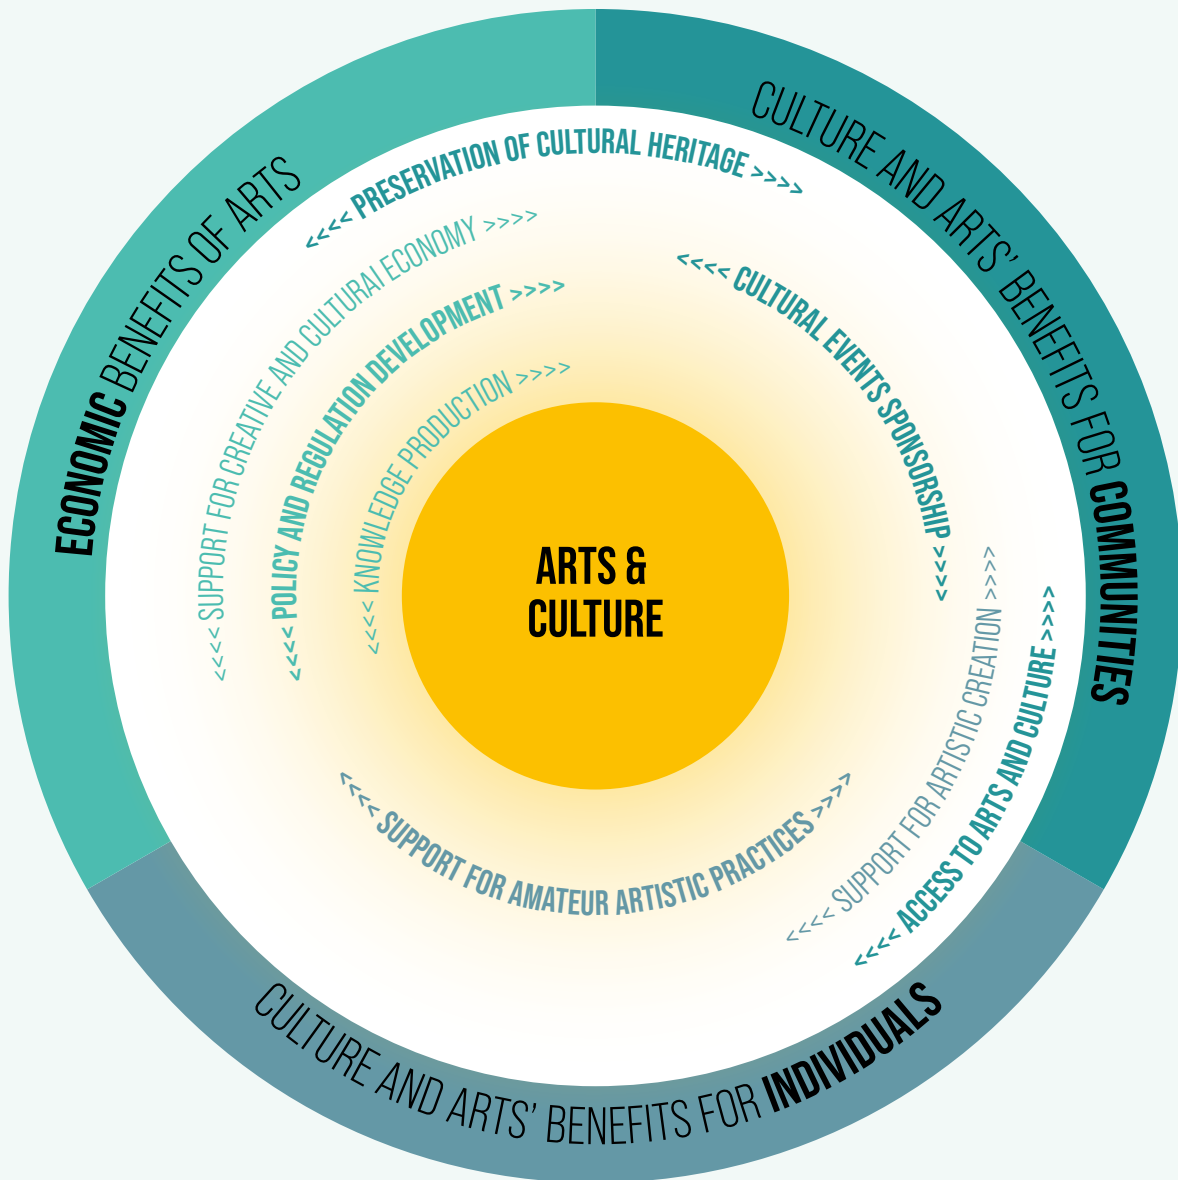 ECONOMIC BENEFITS OF ARTS
CULTURE AND ARTS’ BENEFITS FOR COMMUNITIES
<<<< PRESERVATION OF CULTURAL HERITAGE >>>>
<<<< SUPPORT FOR CREATIVE AND CULTURAL ECONOMY >>>>
<<<< POLICY AND REGULATION DEVELOPMENT >>>>
<<<< KNOWLEDGE PRODUCTION >>>>
<<<< CULTURAL EVENTS SPONSORSHIP >>>>
ARTS &
CULTURE
<<<< SUPPORT FOR ARTISTIC CREATION >>>>
<<<< ACCESS TO ARTS AND CULTURE >>>>
<<<< SUPPORT FOR AMATEUR ARTISTIC PRACTICES >>>>
CULTURE AND ARTS’ BENEFITS FOR INDIVIDUALS